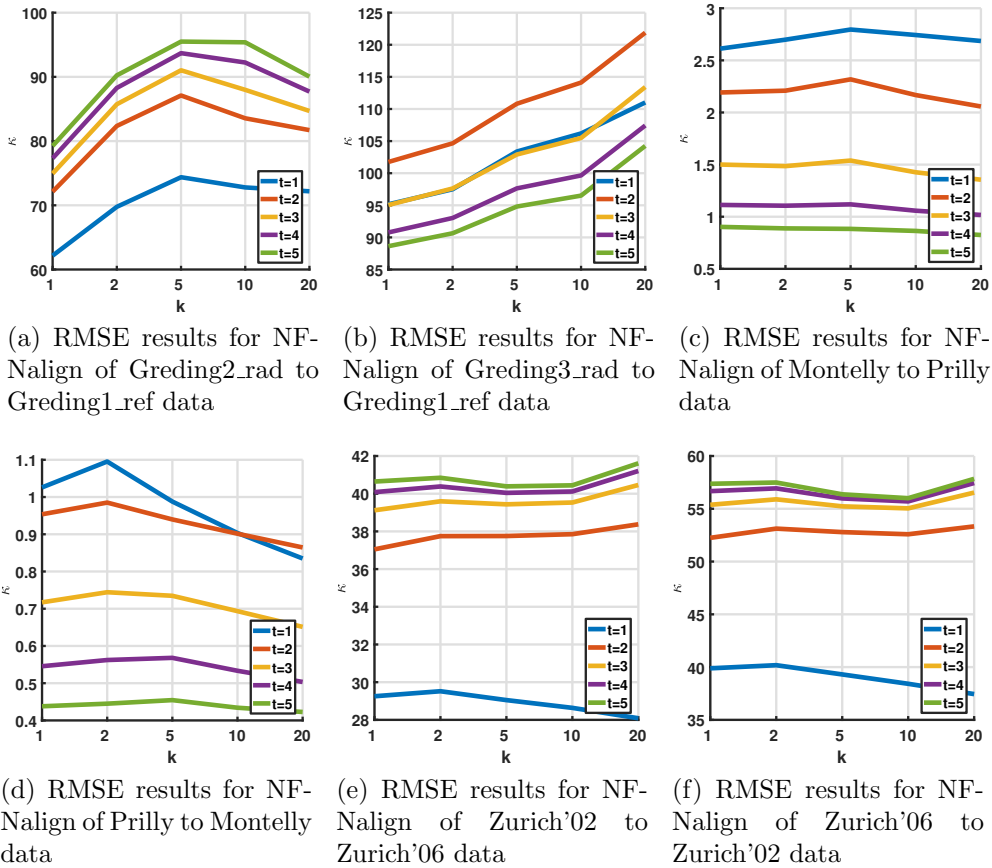 100
90
80
70
60
κ
1
2
5
10
20
k
t=1
t=2
t=3
t=4
t=5
125
120
115
110
105
100
95
90
85
κ
1
2
5
10
20
k
t=1
t=2
t=3
t=4
t=5
3
2.5
2
1.5
1
0.5
κ
1
2
5
10
20
k
t=1
t=2
t=3
t=4
t=5
(a) RMSE results for NF-
Nalign of Greding2_rad to
Greding1_ref data
(b) RMSE results for NF-
Nalign of Greding3_rad to
Greding1_ref data
(c) RMSE results for NF-
Nalign of Montelly to Prilly
data
1.1
1
0.9
0.8
0.7
0.6
0.5
0.4
κ
1
2
5
10
20
k
t=1
t=2
t=3
t=4
t=5
42
40
38
36
34
32
30
28
κ
1
2
5
10
20
k
t=1
t=2
t=3
t=4
t=5
60
55
50
45
40
35
κ
1
2
5
10
20
k
t=1
t=2
t=3
t=4
t=5
(d) RMSE results for NF-
Nalign of Prilly to Montelly
data
(e) RMSE results for NF-
Nalign of Zurich'02 to
Zurich'06 data
(f) RMSE results for NF-
Nalign of Zurich'06 to
Zurich'02 data